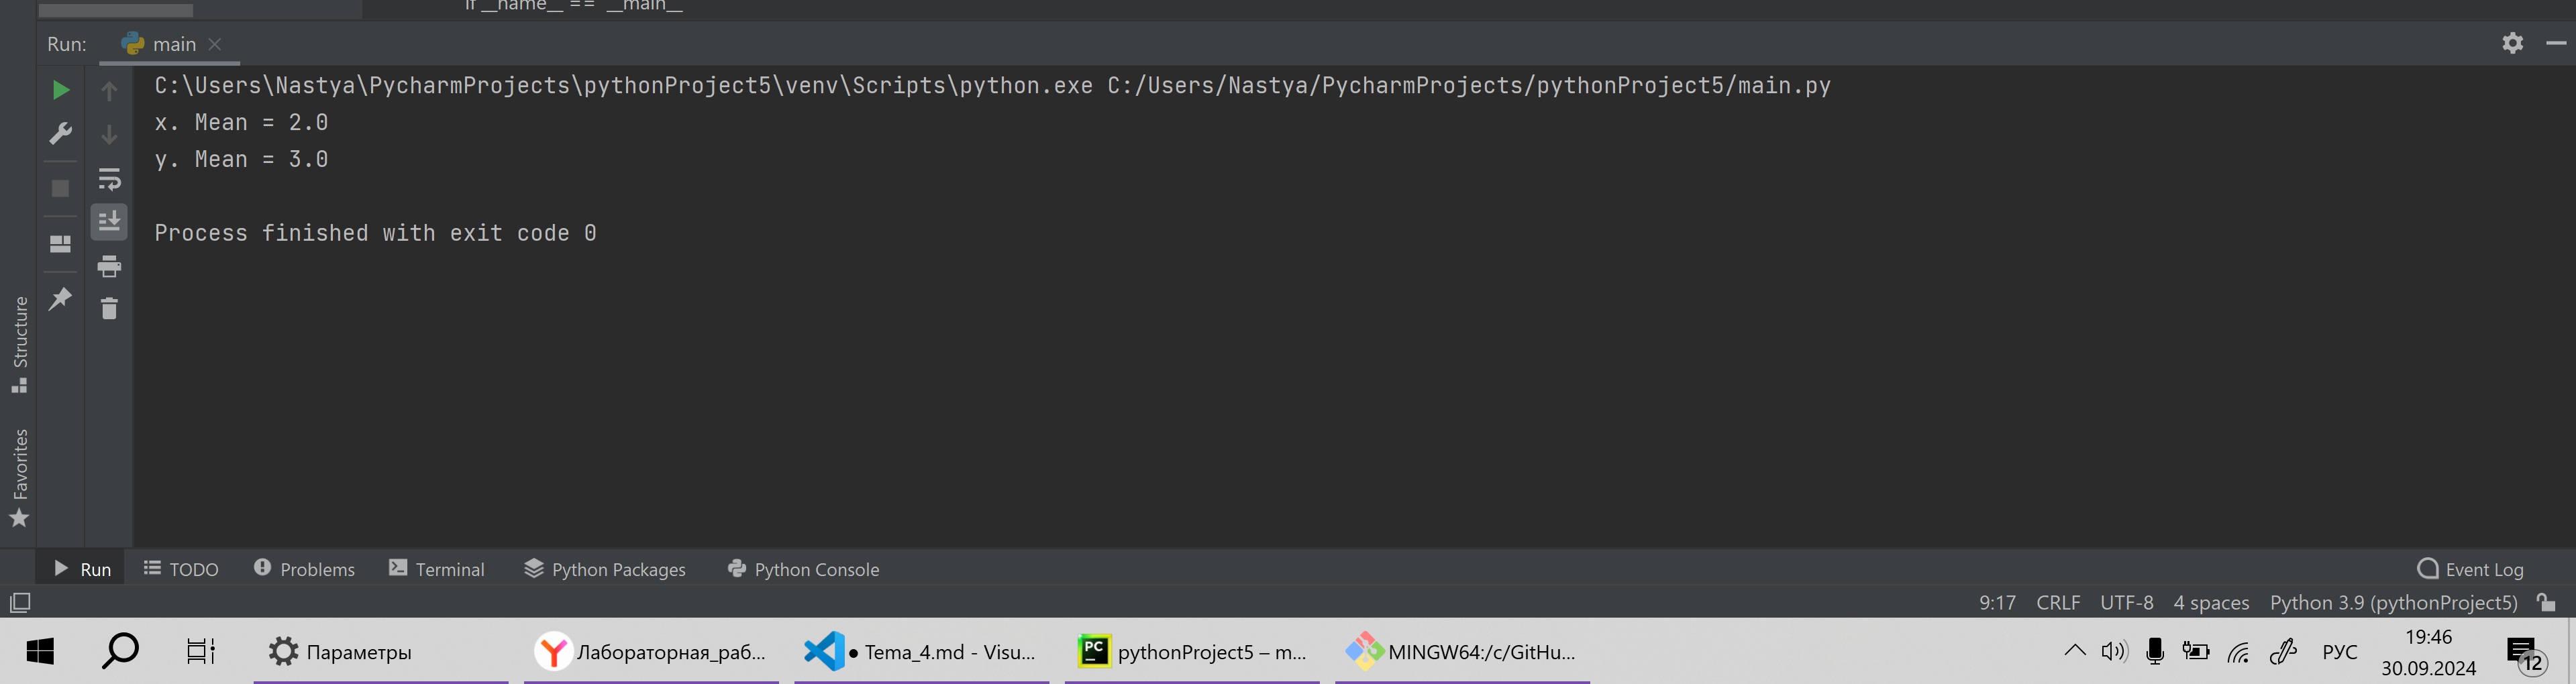 if __name__ == '__main__'
Run:
main
C:\Users\Nastya\PycharmProjects\pythonProject5\venv\Scripts\python.exe C:/Users/Nastya/PycharmProjects/pythonProject5/main.py
x. Mean = 2.0
y. Mean = 3.0
Process finished with exit code 0
Structure
Favorites
Run
TODO
Problems
Terminal
Python Packages
Python Console
Event Log
9:17
CRLF
UTF-8
4 spaces
Python 3.9 (pythonProject5)
Параметры
Лабораторная_раб...
● Tema_4.md - Visu...
PC
pythonProject5 – m...
MINGW64:/c/GitHu...
РУС
19:46
30.09.2024
12